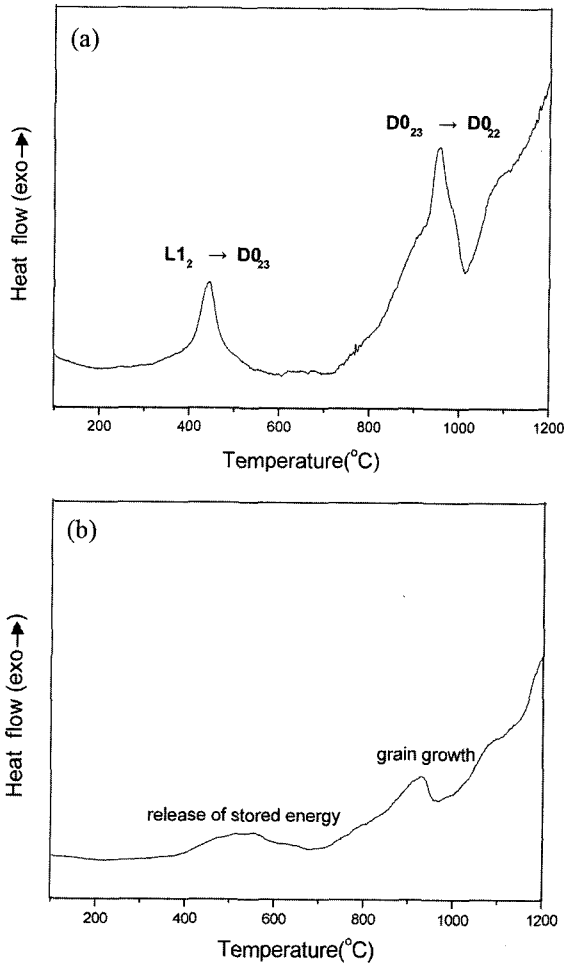 (a)
D0₂₃ → D0₂₂
L1₂ → D0₂₃
Heat flow (exo→)
200 400 600 800 1000 1200
Temperature(°C)
(b)
grain growth
release of stored energy
Heat flow (exo→)
200 400 600 800 1000 1200
Temperature(°C)